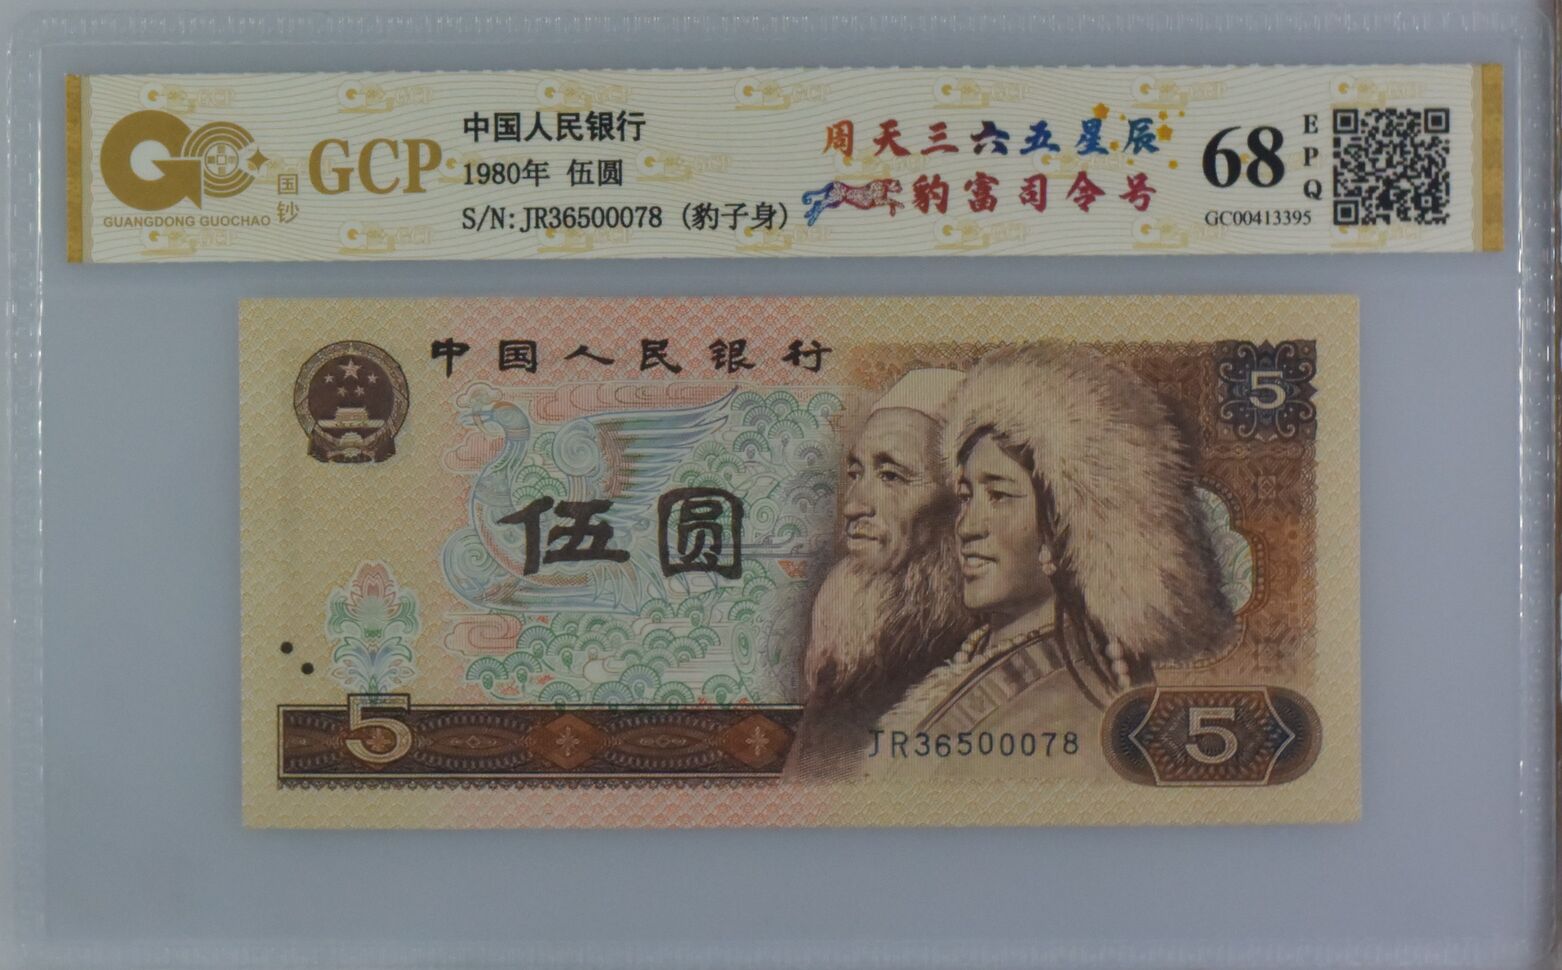 GCP
国钞
GUANGDONG GUOCHAO
中国人民银行
1980年 伍圆
S/N: JR36500078 (豹子身)
周天三六五星辰
豹富司令号
68
EPQ
GC00413395
中国人民银行
5
伍圆
5
JR36500078
5